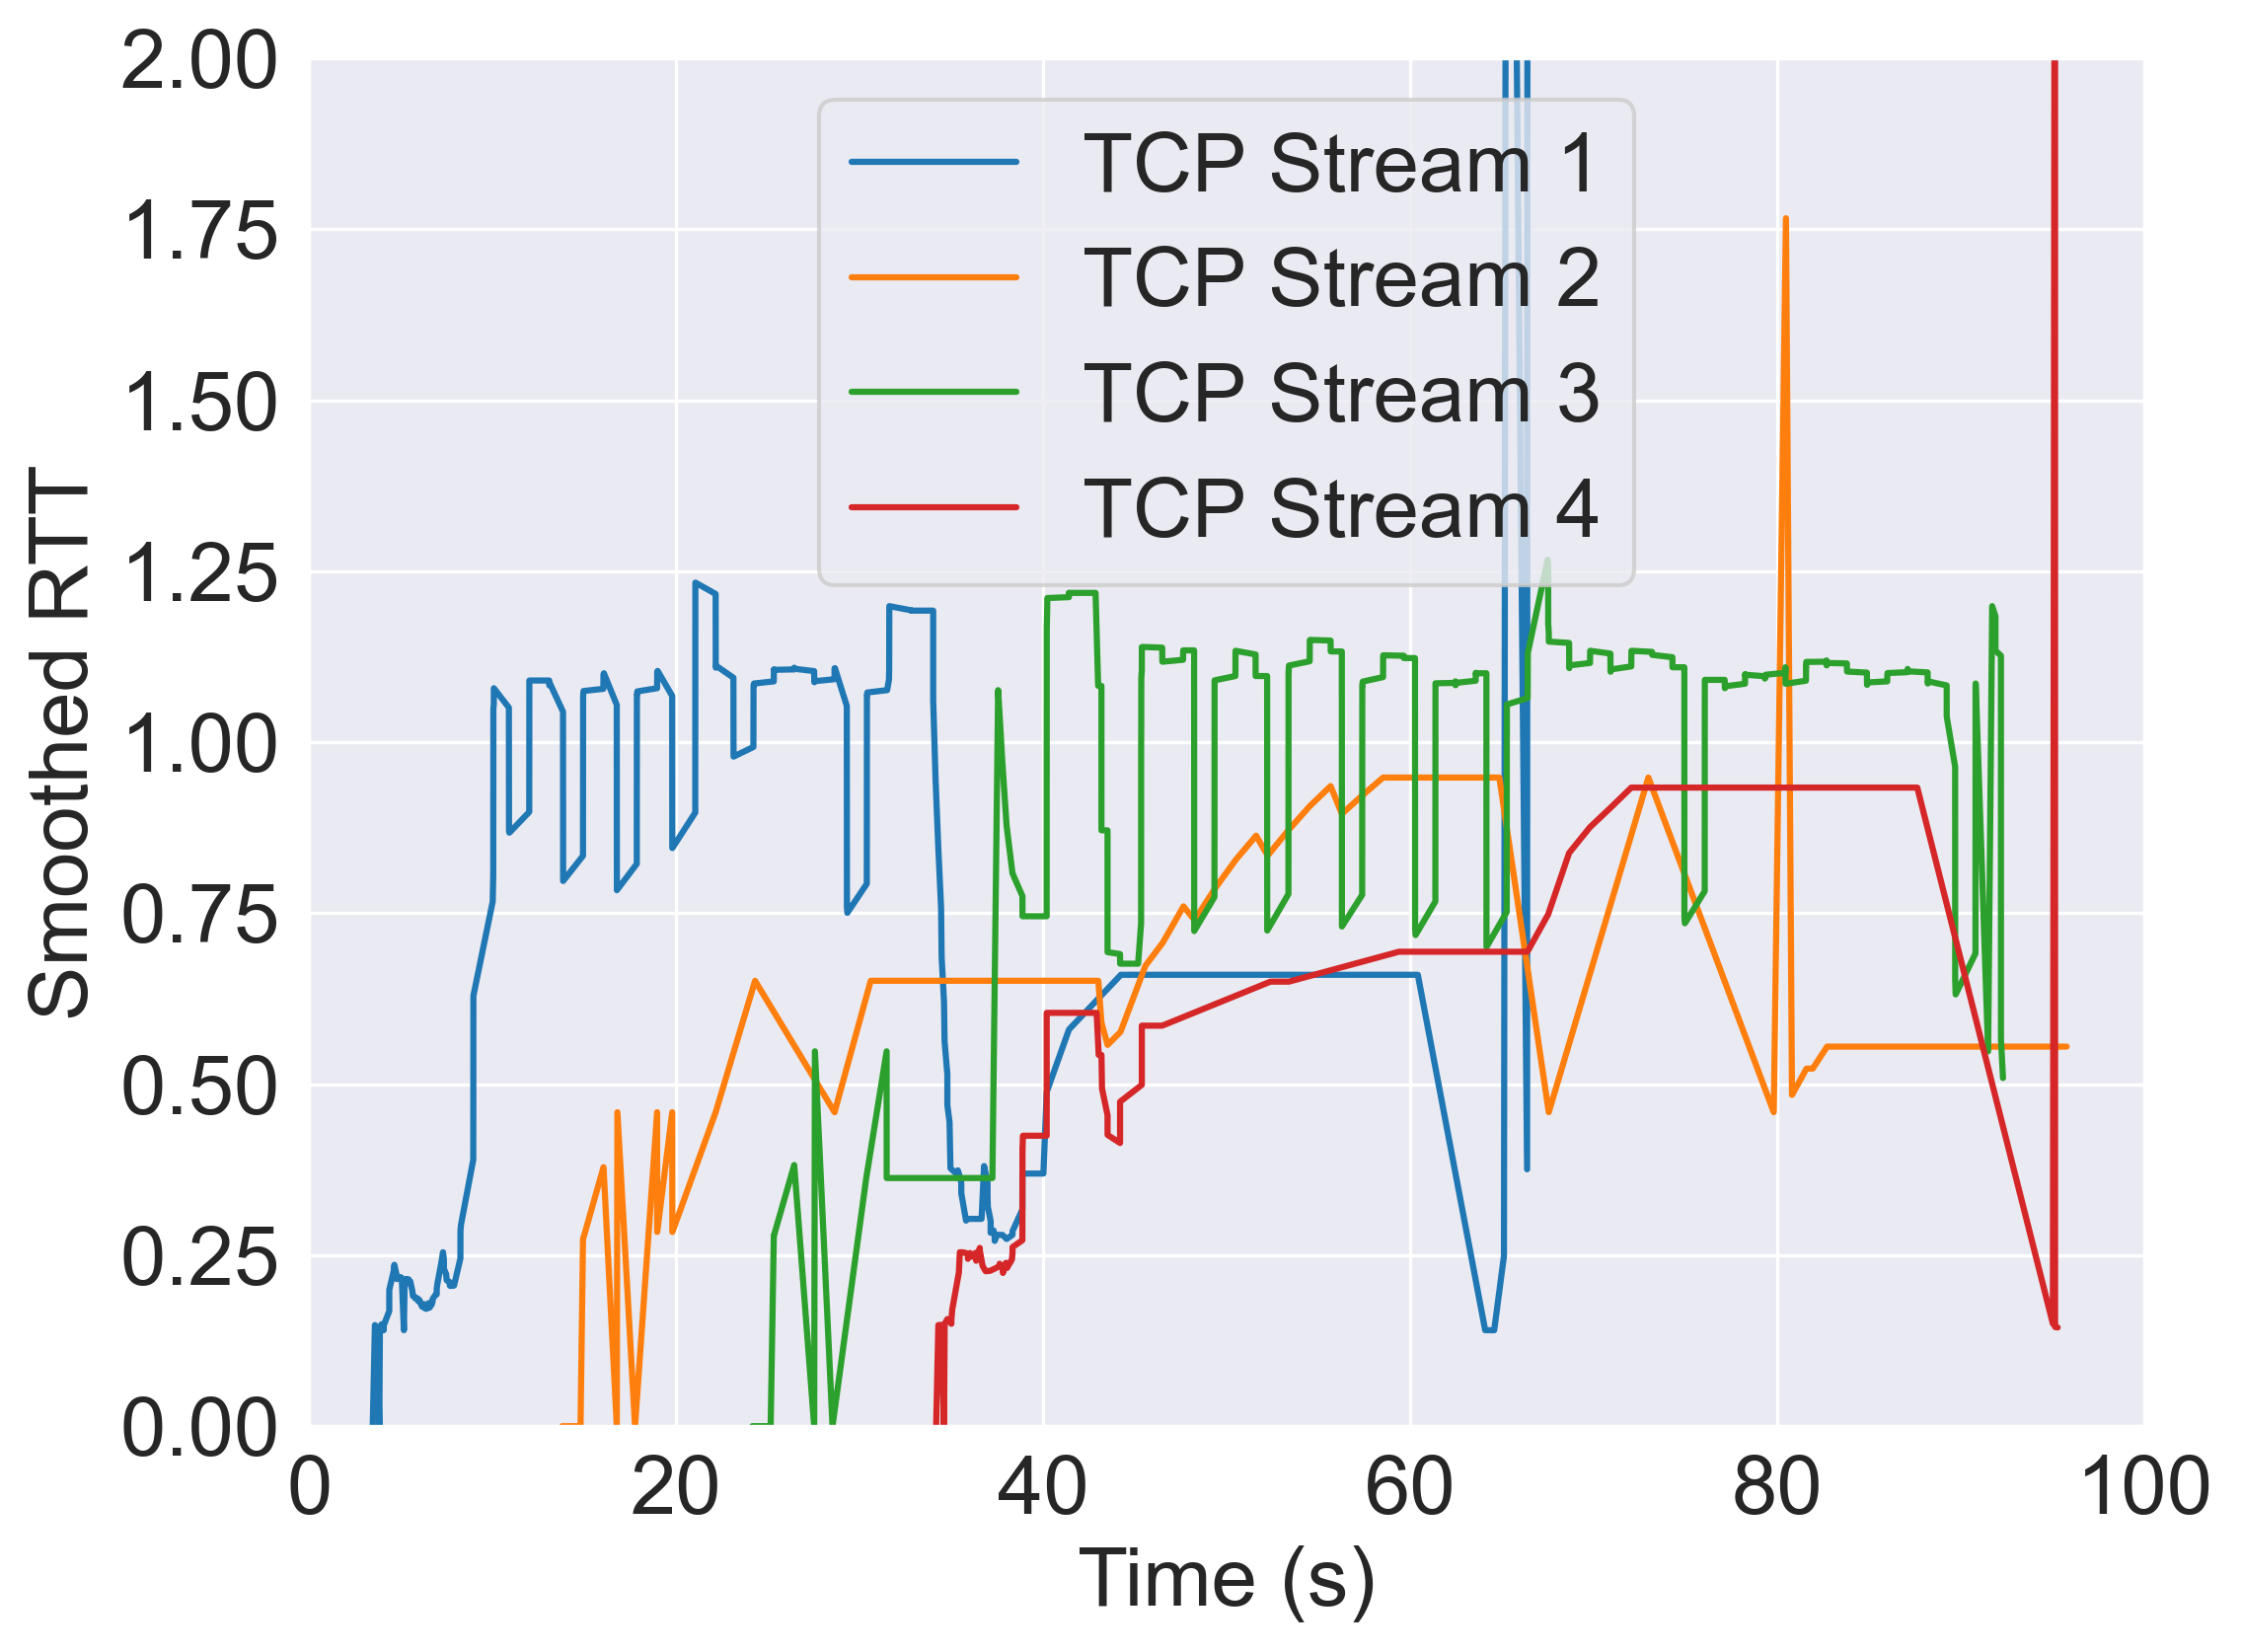 2.00
1.75
1.50
1.25
1.00
0.75
0.50
0.25
0.00
Smoothed RTT
TCP Stream 1
TCP Stream 2
TCP Stream 3
TCP Stream 4
0 20 40 60 80 100
Time (s)